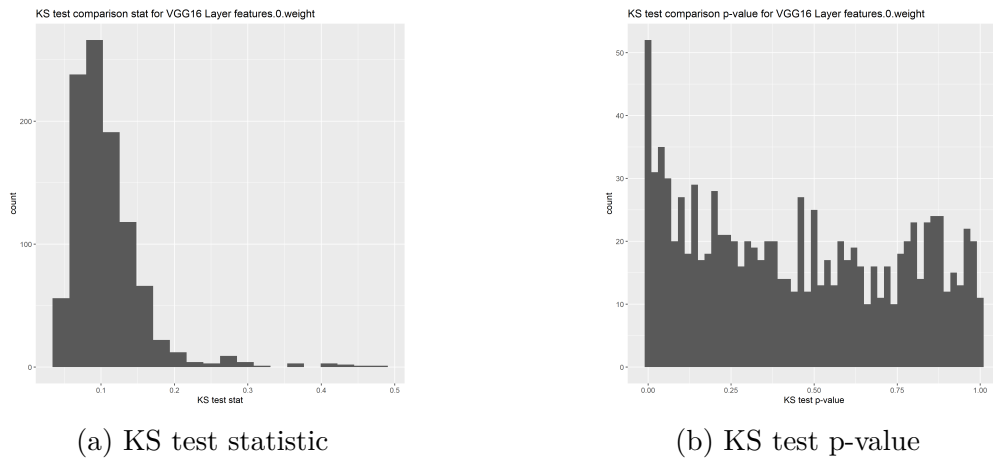 KS test comparison stat for VGG16 Layer features.0.weight
count
200
100
0
0.1 0.2 0.3 0.4 0.5
KS test stat
(a) KS test statistic
KS test comparison p-value for VGG16 Layer features.0.weight
count
50
40
30
20
10
0
0.00 0.25 0.50 0.75 1.00
KS test p-value
(b) KS test p-value